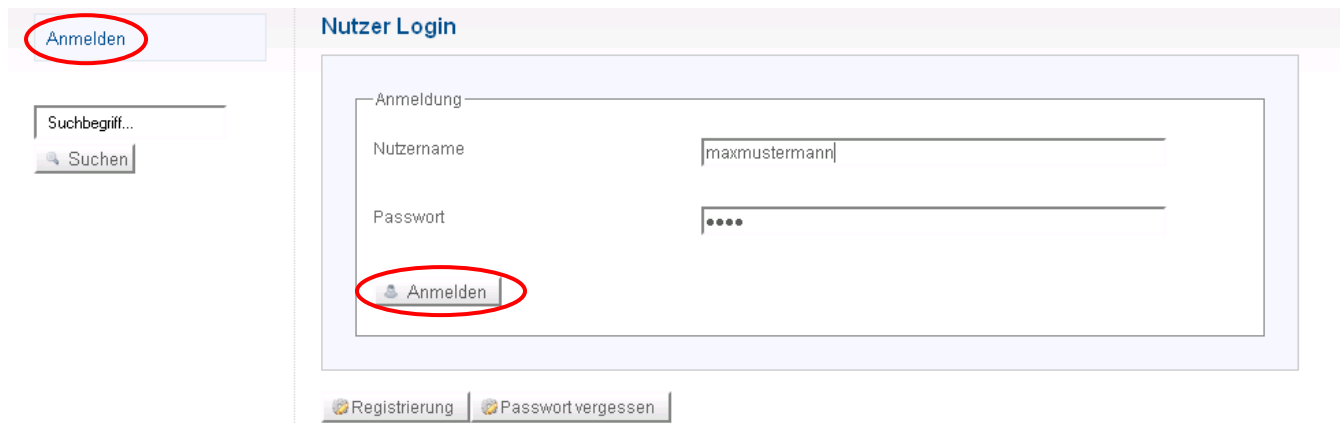 Anmelden
Suchbegriff...
Suchen
Nutzer Login
Anmeldung
Nutzername
maxmustermann
Passwort
••••
Anmelden
Registrierung
Passwort vergessen